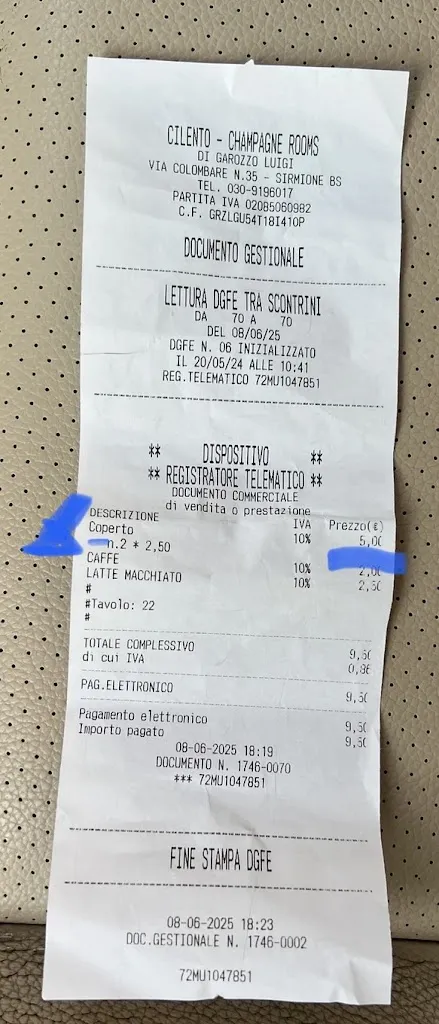 CILENTO - CHAMPAGNE ROOMS
DI GAROZZO LUIGI
VIA COLOMBARE N.35 - SIRMIONE BS
TEL. 030-9196017
PARTITA IVA 02085060982
C.F. GRZLGU54T18I410P
DOCUMENTO GESTIONALE
LETTURA DGFE TRA SCONTRINI
DA 70 A 70
DEL 08/06/25
DGFE N. 06 INIZIALIZZATO
IL 20/05/24 ALLE 10:41
REG.TELEMATICO 72MU1047851
** DISPOSITIVO **
** REGISTRATORE TELEMATICO **
DOCUMENTO COMMERCIALE
di vendita o prestazione
DESCRIZIONE IVA Prezzo(€)
Coperto 10% 5,00
n.2 * 2,50
CAFFE 10% 2,00
LATTE MACCHIATO 10% 2,50
#
#Tavolo: 22
#
TOTALE COMPLESSIVO 9,50
di cui IVA 0,86
PAG.ELETTRONICO 9,50
Pagamento elettronico 9,50
Importo pagato 9,50
08-06-2025 18:19
DOCUMENTO N. 1746-0070
*** 72MU1047851
FINE STAMPA DGFE
08-06-2025 18:23
DOC.GESTIONALE N. 1746-0002
72MU1047851